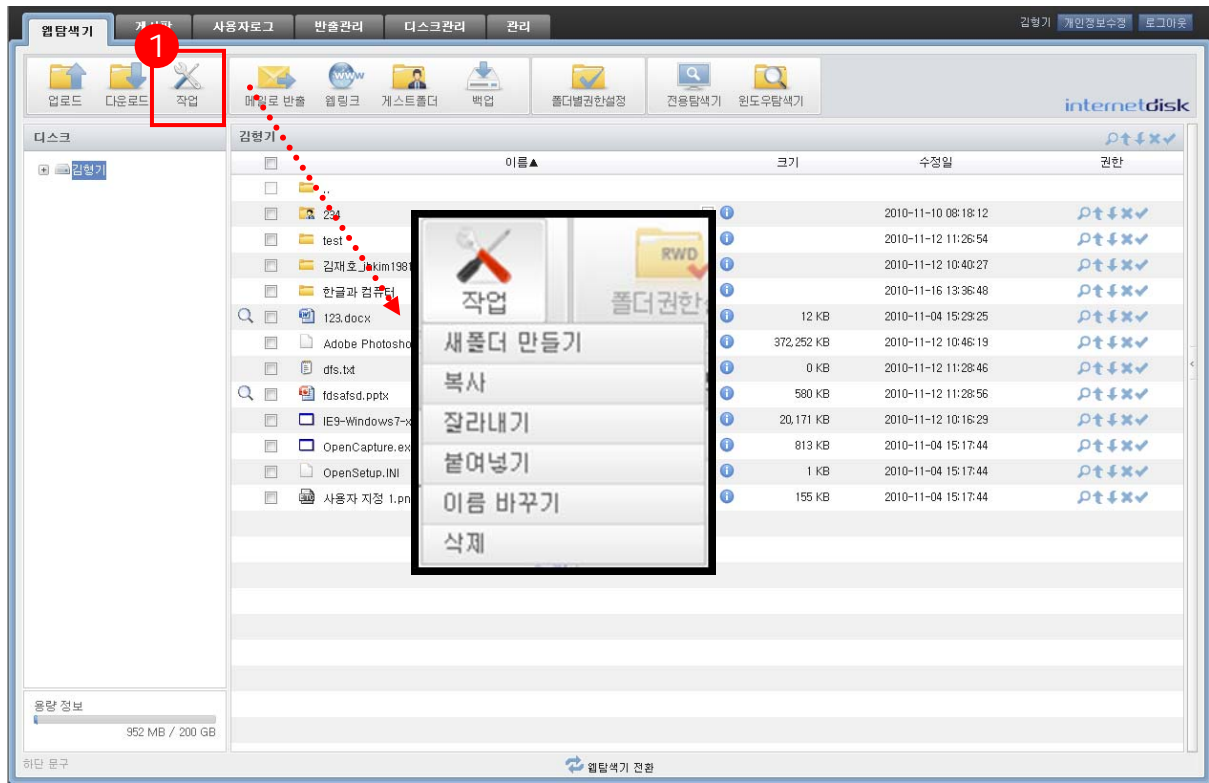 웹탐색기 사용자로그 반출관리 디스크관리 관리 김형기 개인정보수정 로그아웃
1
업로드 다운로드 작업 메일로 반출 웹링크 게스트폴더 백업 폴더별권한설정 전용탐색기 윈도우탐색기
internetdisk
디스크 김형기
김형기 이름▲ 크기 수정일 권한
..
234 2010-11-10 08:18:12
test 2010-11-12 11:26:54
김재호_jhkim1981 2010-11-12 10:40:27
한글과 컴퓨터 2010-11-16 13:36:48
123.docx 12 KB 2010-11-04 15:29:25
Adobe Photosho 372,252 KB 2010-11-12 10:46:19
dfs.txt 0 KB 2010-11-12 11:28:46
fdsafsd.pptx 580 KB 2010-11-12 11:28:56
IE9-Windows7-x 20,171 KB 2010-11-12 10:16:29
OpenCapture.ex 813 KB 2010-11-04 15:17:44
OpenSetup.INI 1 KB 2010-11-04 15:17:44
사용자 지정 1.pn 155 KB 2010-11-04 15:17:44
RWD
작업 폴더권한
새폴더 만들기
복사
잘라내기
붙여넣기
이름 바꾸기
삭제
용량 정보
952 MB / 200 GB
하단 문구 웹탐색기 전환